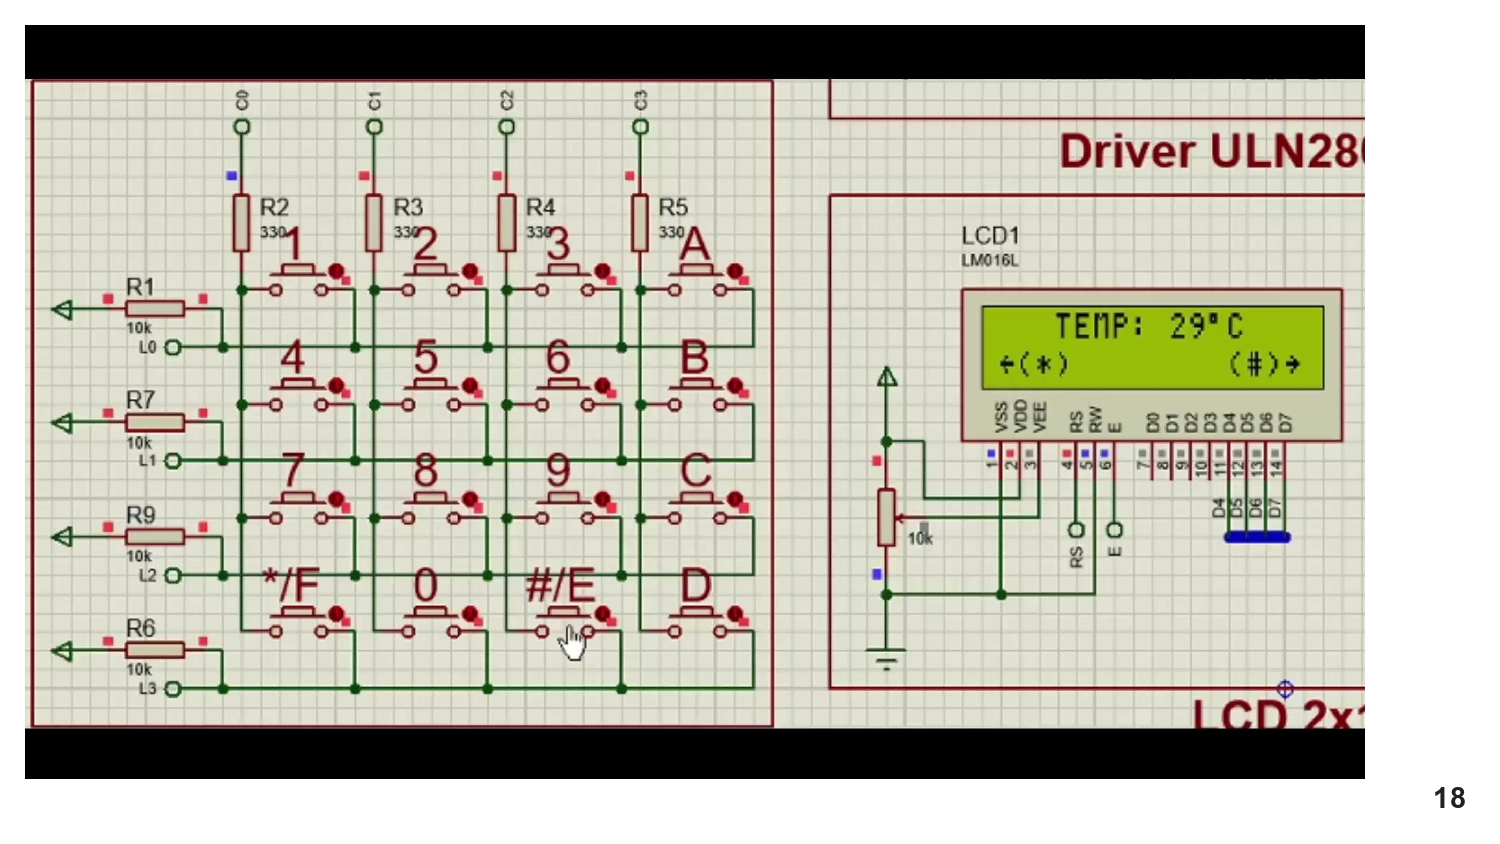 C0
C1
C2
C3
R2
330
R3
330
R4
330
R5
330
1
2
3
A
R1
10k
L0
4
5
6
B
R7
10k
L1
7
8
9
C
R9
10k
L2
*/F
0
#/E
D
R6
10k
L3
Driver ULN28
LCD1
LM016L
TEMP: 29°C
←(*) (#)→
VSS VDD VEE RS RW E D0 D1 D2 D3 D4 D5 D6 D7
1 2 3 4 5 6 7 8 9 10 11 12 13 14
10k
RS
E
D4 D5 D6 D7
LCD 2x1
18